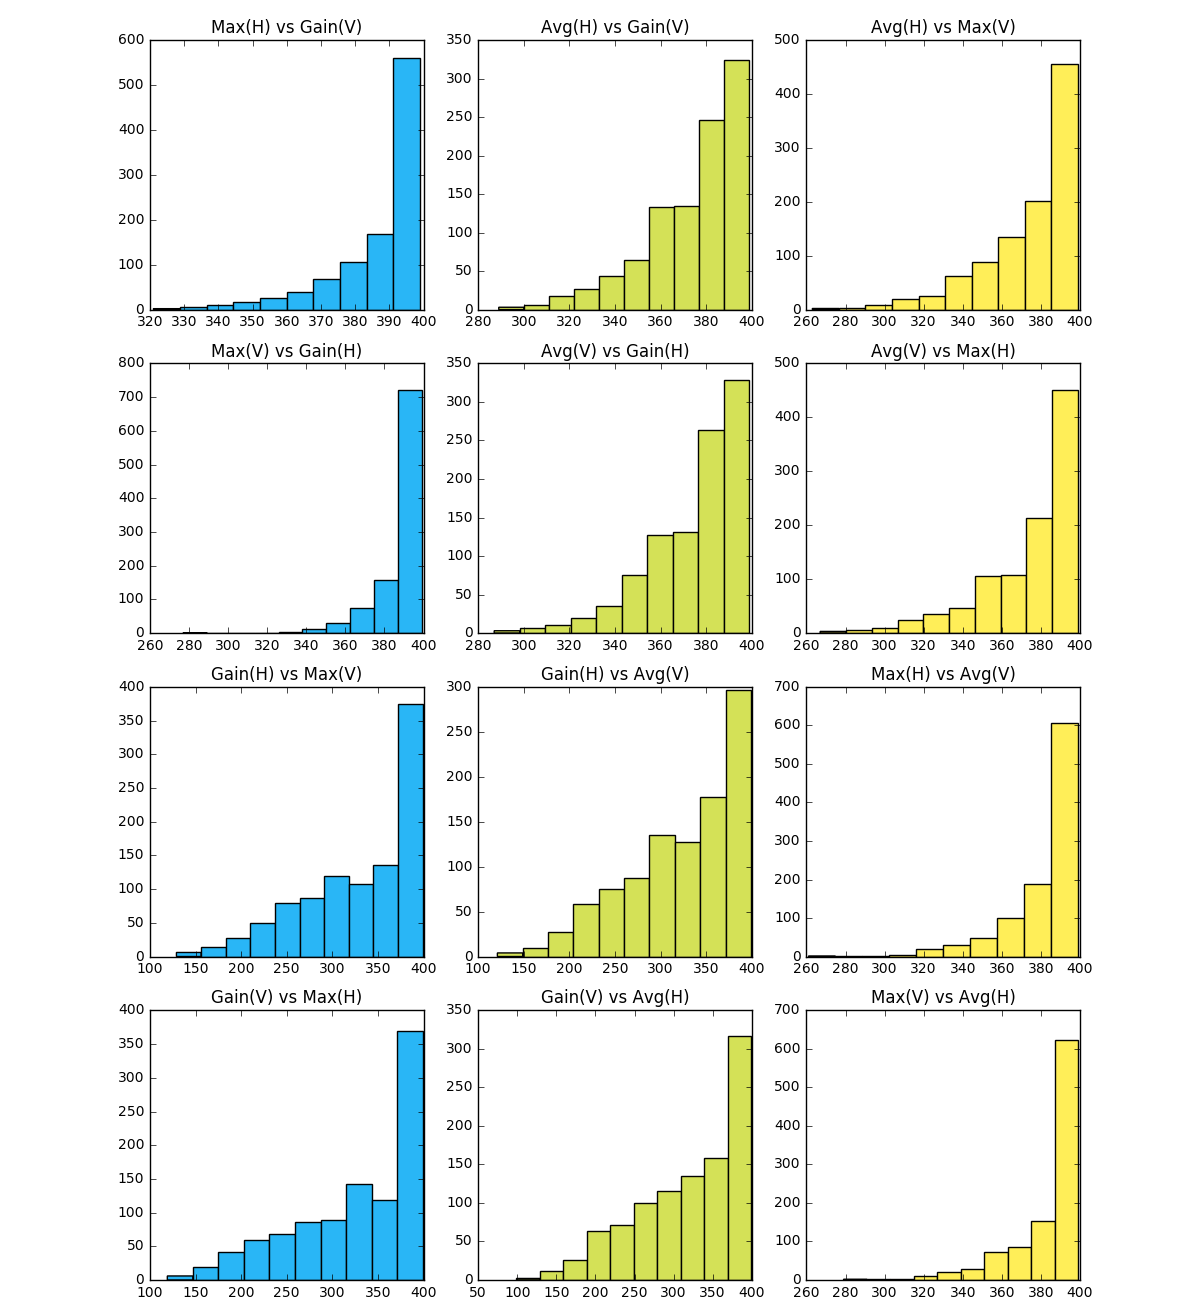 Max(H) vs Gain(V) Avg(H) vs Gain(V) Avg(H) vs Max(V)
600 350 500
500 300 400
400 250 300
300 200 200
200 150 100
100 100 0
0 50
0
320 330 340 350 360 370 380 390 400 280 300 320 340 360 380 400 260 280 300 320 340 360 380 400
Max(V) vs Gain(H) Avg(V) vs Gain(H) Avg(V) vs Max(H)
800 350 500
700 300 400
600 250 300
500 200 200
400 150 100
300 100 0
200 50
100 0
0
260 280 300 320 340 360 380 400 280 300 320 340 360 380 400 260 280 300 320 340 360 380 400
Gain(H) vs Max(V) Gain(H) vs Avg(V) Max(H) vs Avg(V)
400 300 700
350 250 600
300 200 500
250 150 400
200 100 300
150 50 200
100 0 100
50 0
0
100 150 200 250 300 350 400 100 150 200 250 300 350 400 260 280 300 320 340 360 380 400
Gain(V) vs Max(H) Gain(V) vs Avg(H) Max(V) vs Avg(H)
400 350 700
350 300 600
300 250 500
250 200 400
200 150 300
150 100 200
100 50 100
50 0 0
0
100 150 200 250 300 350 400 50 100 150 200 250 300 350 400 260 280 300 320 340 360 380 400